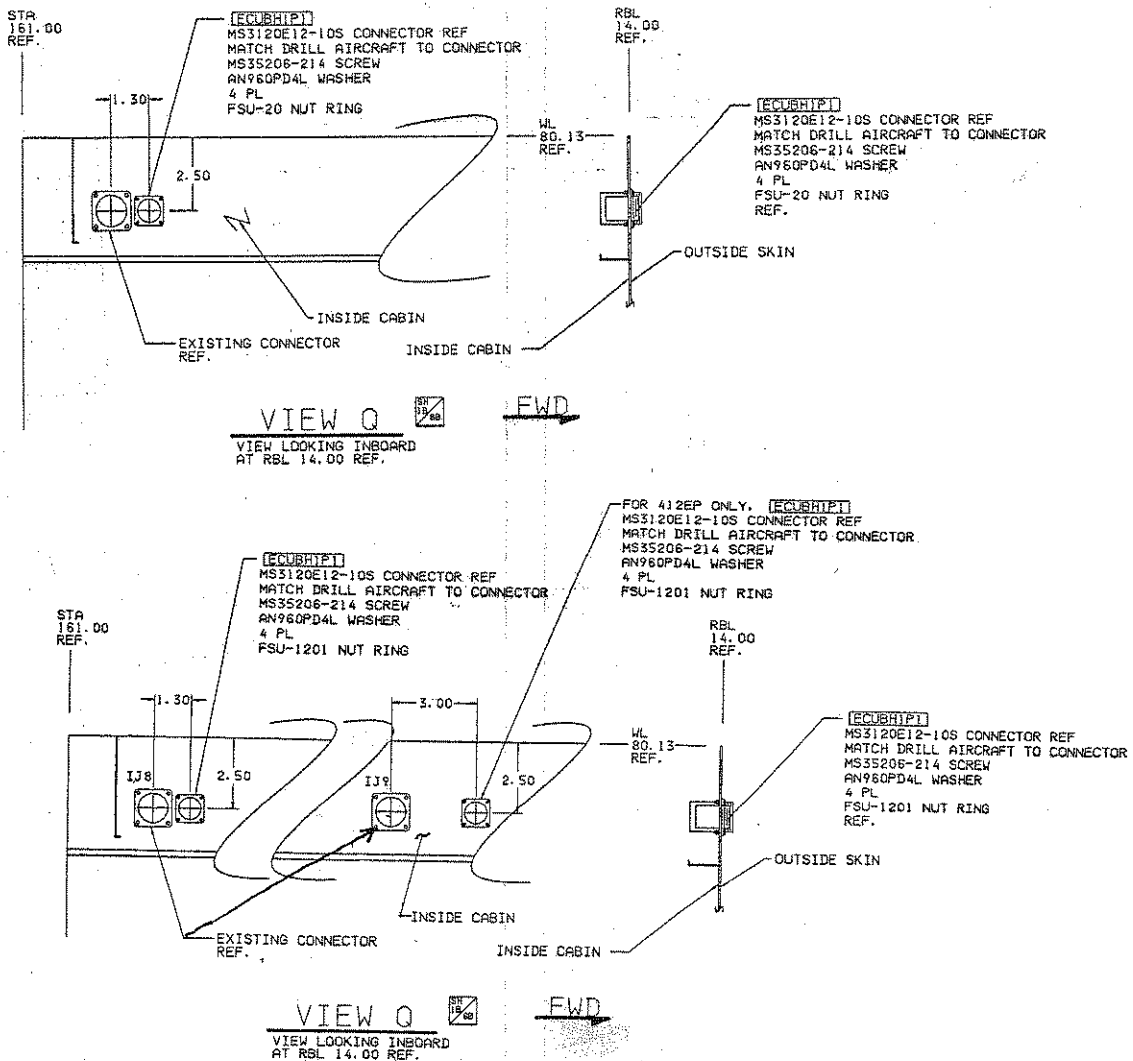 STA
161.00
REF.
ECUBH1P1
MS3120E12-10S CONNECTOR REF
MATCH DRILL AIRCRAFT TO CONNECTOR
MS35206-214 SCREW
AN960PD4L WASHER
4 PL
FSU-20 NUT RING
1.30
2.50
INSIDE CABIN
EXISTING CONNECTOR
REF.
RBL
14.00
REF.
WL
80.13
REF.
ECUBH1P1
MS3120E12-10S CONNECTOR REF
MATCH DRILL AIRCRAFT TO CONNECTOR
MS35206-214 SCREW
AN960PD4L WASHER
4 PL
FSU-20 NUT RING
REF.
OUTSIDE SKIN
INSIDE CABIN
VIEW Q
SH
FWD
VIEW LOOKING INBOARD
AT RBL 14.00 REF.
FOR 412EP ONLY. ECUBH1P1
MS3120E12-10S CONNECTOR REF
MATCH DRILL AIRCRAFT TO CONNECTOR
MS35206-214 SCREW
AN960PD4L WASHER
4 PL
FSU-1201 NUT RING
ECUBH1P1
MS3120E12-10S CONNECTOR REF
MATCH DRILL AIRCRAFT TO CONNECTOR
MS35206-214 SCREW
AN960PD4L WASHER
4 PL
FSU-1201 NUT RING
STA
161.00
REF.
1.30
3.00
1J8
2.50
1J9
2.50
INSIDE CABIN
EXISTING CONNECTOR
REF.
RBL
14.00
REF.
WL
80.13
REF.
ECUBH1P1
MS3120E12-10S CONNECTOR REF
MATCH DRILL AIRCRAFT TO CONNECTOR
MS35206-214 SCREW
AN960PD4L WASHER
4 PL
FSU-1201 NUT RING
REF.
OUTSIDE SKIN
INSIDE CABIN
VIEW Q
SH
FWD
VIEW LOOKING INBOARD
AT RBL 14.00 REF.